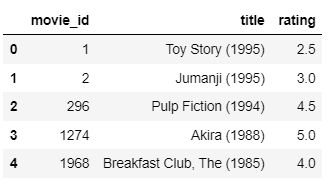 movie_id title rating
0 1 Toy Story (1995) 2.5
1 2 Jumanji (1995) 3.0
2 296 Pulp Fiction (1994) 4.5
3 1274 Akira (1988) 5.0
4 1968 Breakfast Club, The (1985) 4.0